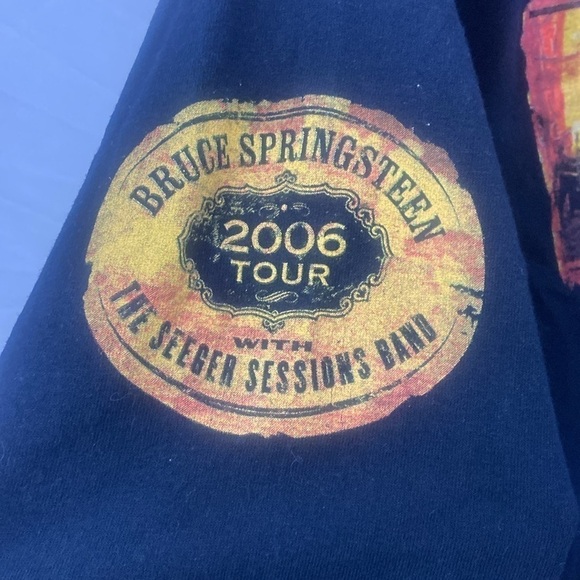 BRUCE SPRINGSTEEN
2006
TOUR
WITH
THE SEEGER SESSIONS BAND